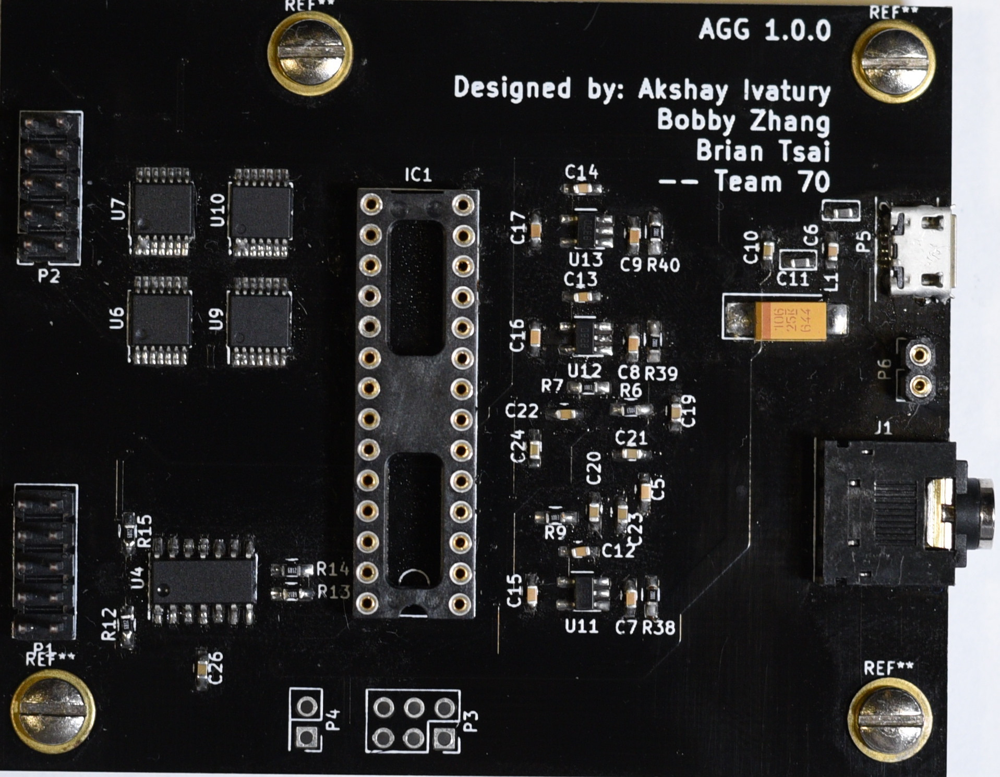 REF**
REF**
AGG 1.0.0
Designed by: Akshay Ivatury
Bobby Zhang
Brian Tsai
-- Team 70
P2
U7
U10
U6
U9
IC1
C14
C17
U13
C9
R40
C13
C16
U12
C8
R39
R7
R6
C22
C19
C24
C21
C20
C5
C23
R9
C12
C15
U11
C7
R38
C10
C6
C11
L1
P5
106
25K
644
P6
J1
R15
U4
R14
R13
R12
C26
P1
REF**
P4
P3
REF**